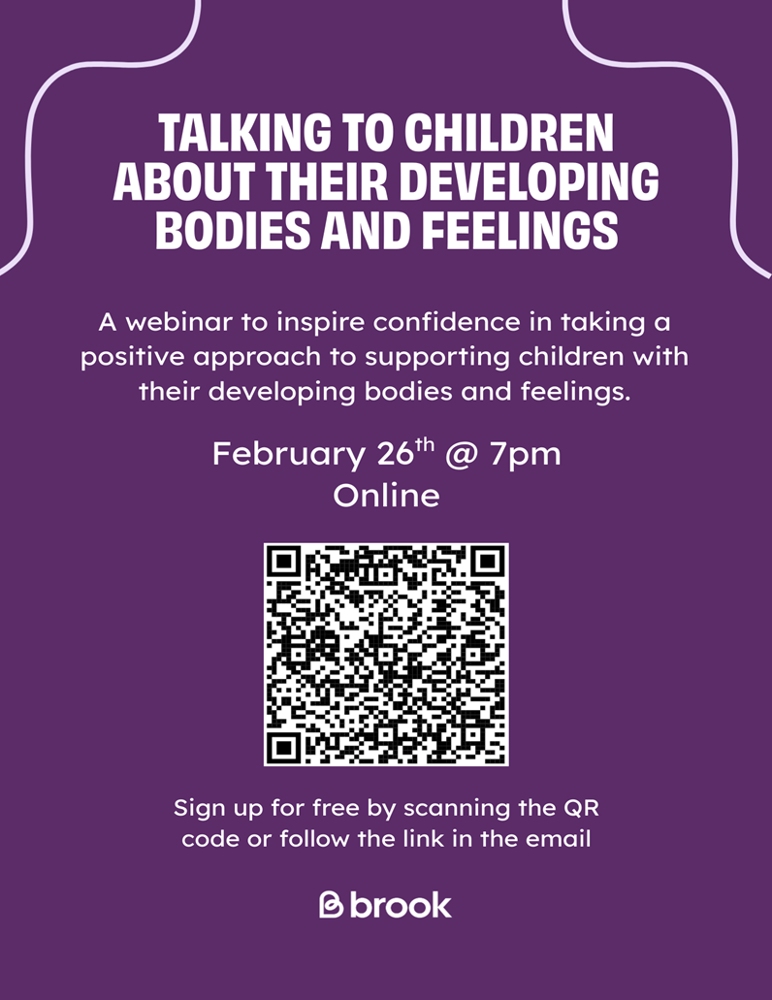 TALKING TO CHILDREN
ABOUT THEIR DEVELOPING
BODIES AND FEELINGS
A webinar to inspire confidence in taking a
positive approach to supporting children with
their developing bodies and feelings.
February 26th @ 7pm
Online
Sign up for free by scanning the QR
code or follow the link in the email
brook